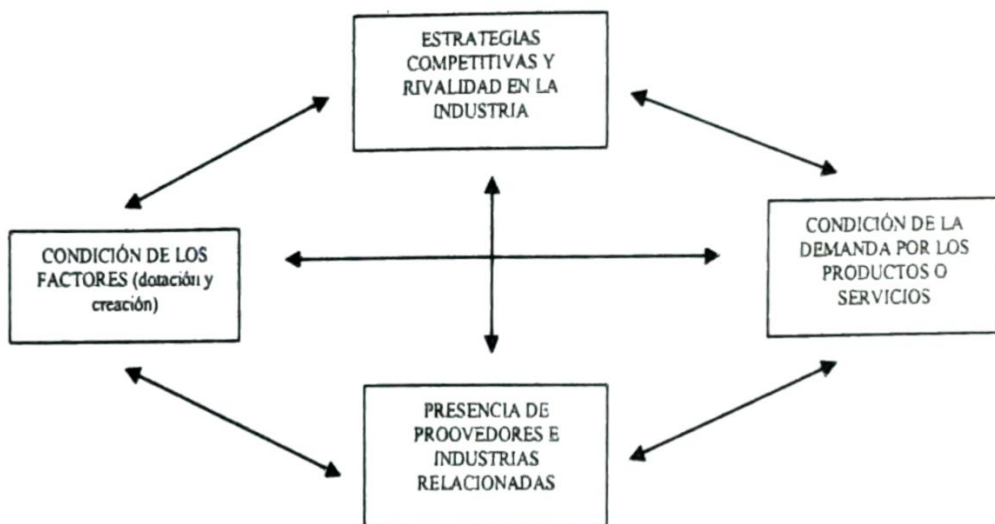 ESTRATEGIAS
COMPETITIVAS Y
RIVALIDAD EN LA
INDUSTRIA
CONDICIÓN DE LOS
FACTORES (dotación y
creación)
CONDICIÓN DE LA
DEMANDA POR LOS
PRODUCTOS O
SERVICIOS
PRESENCIA DE
PROOVEDORES E
INDUSTRIAS
RELACIONADAS